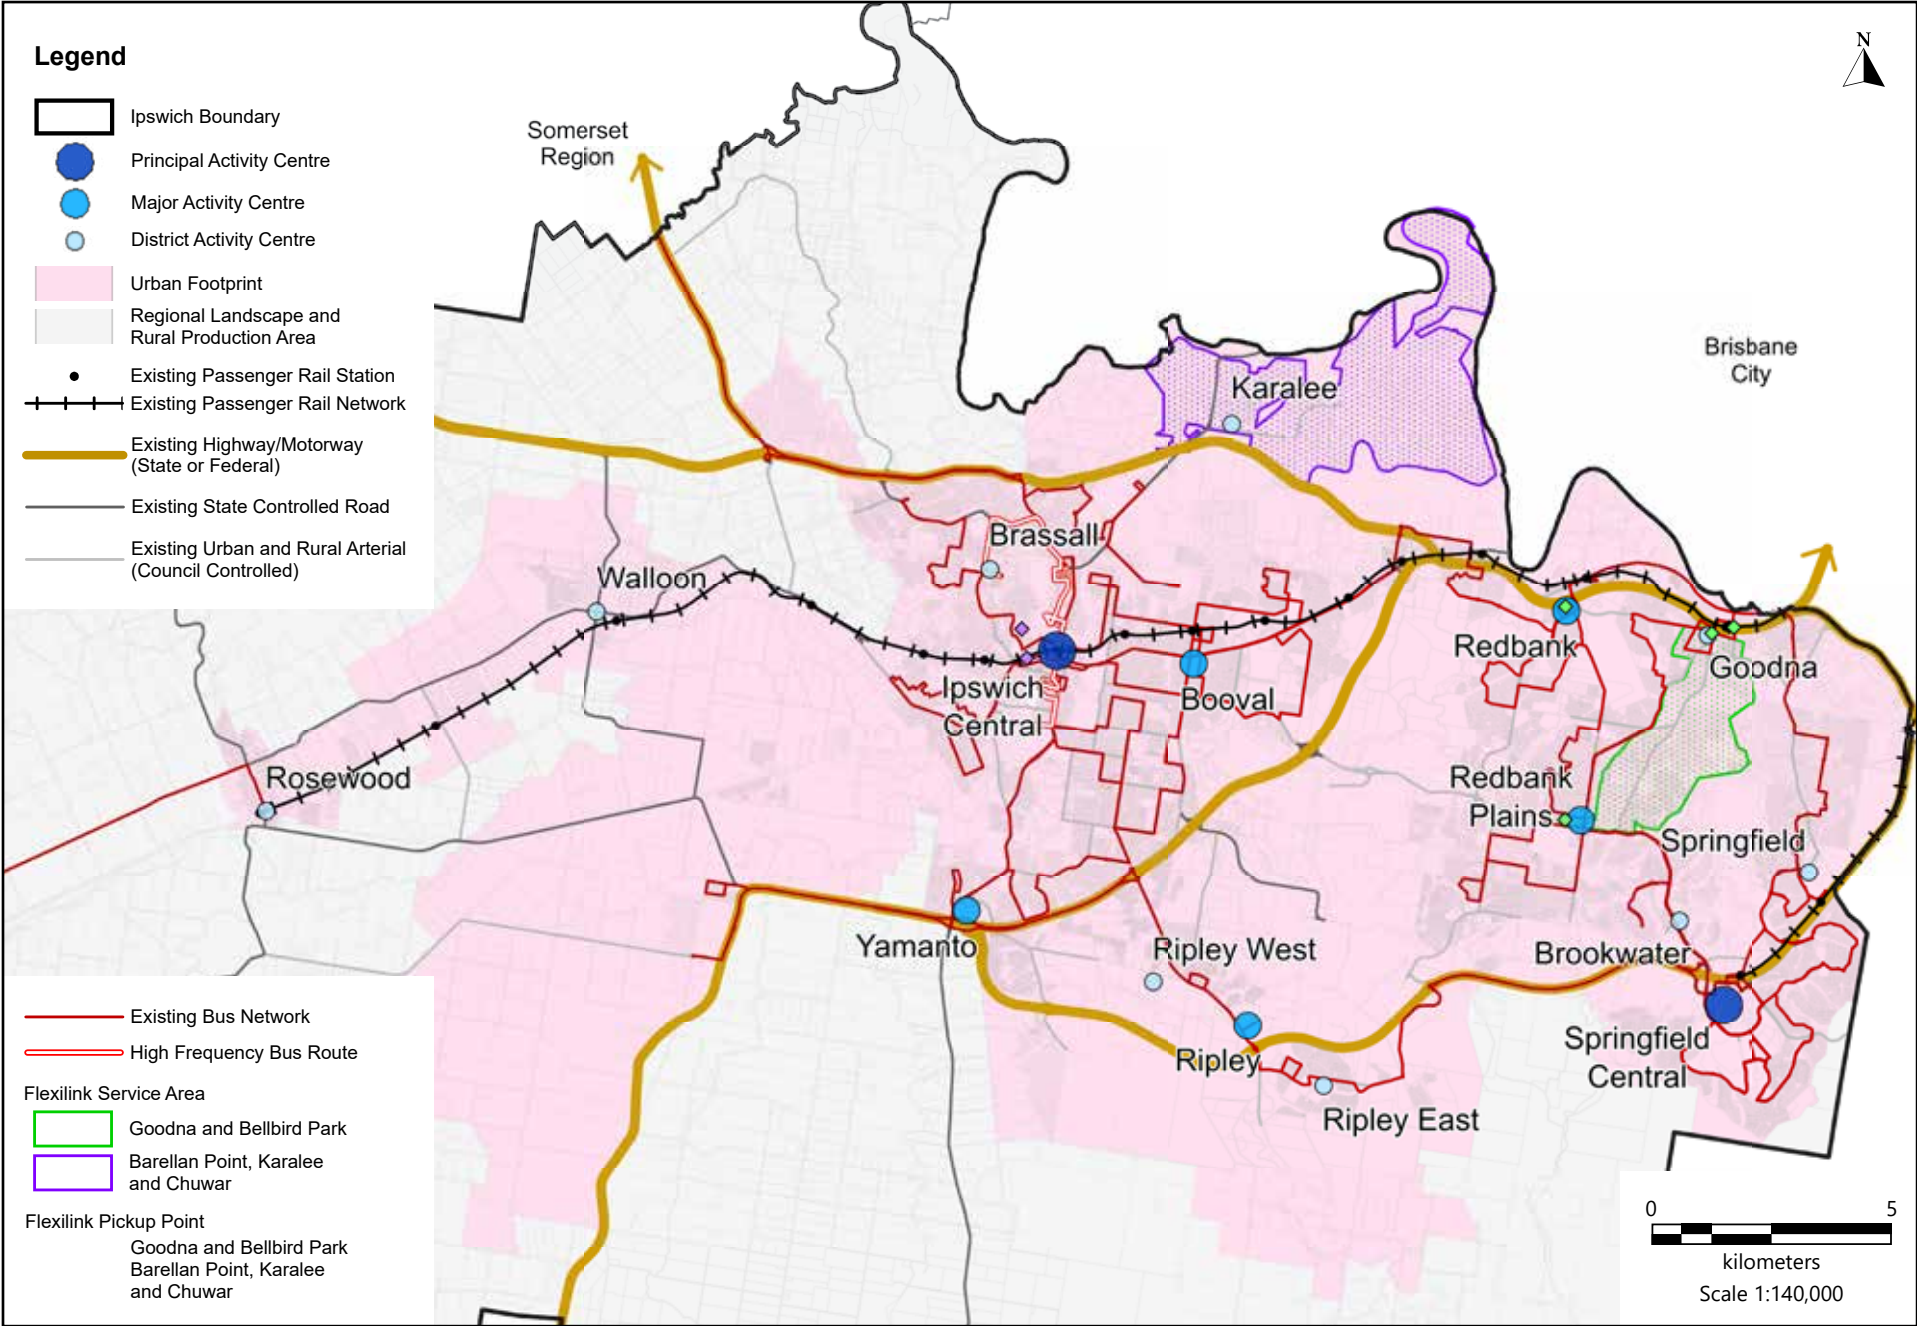 Legend
Ipswich Boundary
Principal Activity Centre
Major Activity Centre
District Activity Centre
Urban Footprint
Regional Landscape and
Rural Production Area
Existing Passenger Rail Station
Existing Passenger Rail Network
Existing Highway/Motorway
(State or Federal)
Existing State Controlled Road
Existing Urban and Rural Arterial
(Council Controlled)
Existing Bus Network
High Frequency Bus Route
Flexilink Service Area
Goodna and Bellbird Park
Barellan Point, Karalee
and Chuwar
Flexilink Pickup Point
Goodna and Bellbird Park
Barellan Point, Karalee
and Chuwar
N
Somerset
Region
Brisbane
City
Karalee
Brassall
Walloon
Redbank
Goodna
Ipswich
Central
Booval
Rosewood
Redbank
Plains
Springfield
Yamanto
Ripley West
Brookwater
Ripley
Springfield
Central
Ripley East
0 5
kilometers
Scale 1:140,000